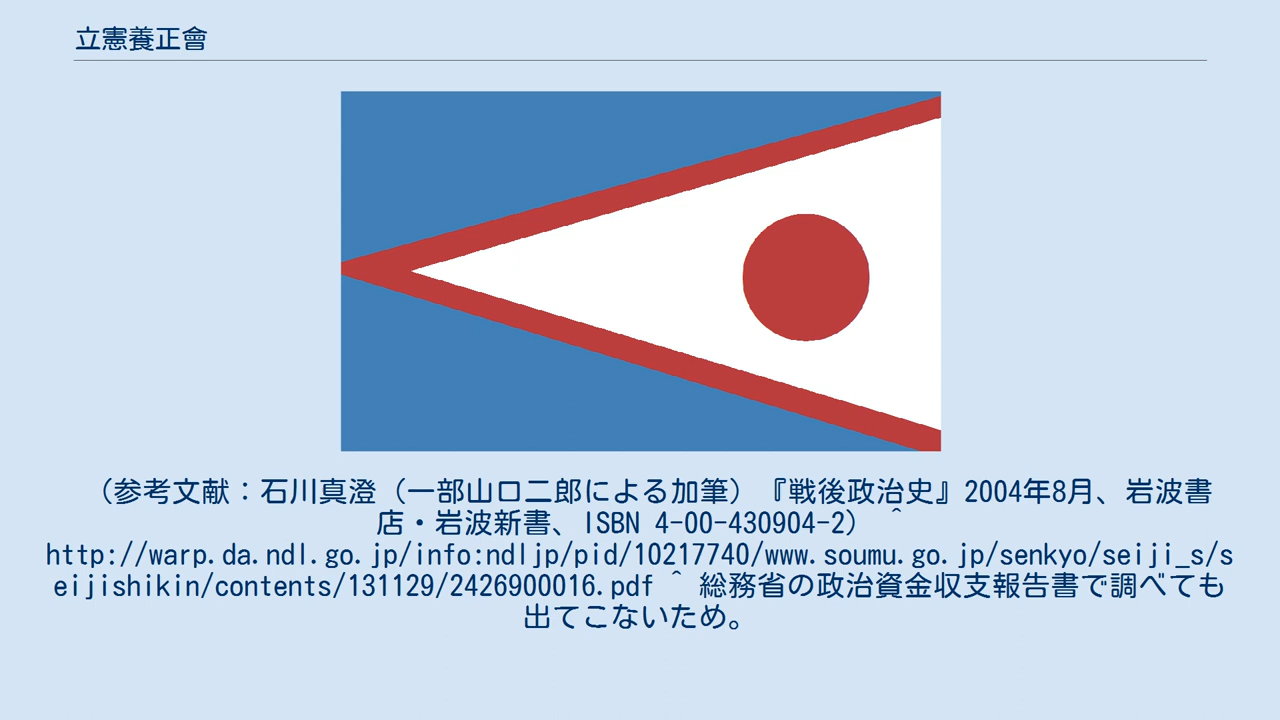 立憲養正會
（参考文献：石川真澄（一部山口二郎による加筆）『戦後政治史』2004年8月、岩波書
店・岩波新書、ISBN 4-00-430904-2） ^
http://warp.da.ndl.go.jp/info:ndljp/pid/10217740/www.soumu.go.jp/senkyo/seiji_s/s
eijishikin/contents/131129/2426900016.pdf ^ 総務省の政治資金収支報告書で調べても
出てこないため。